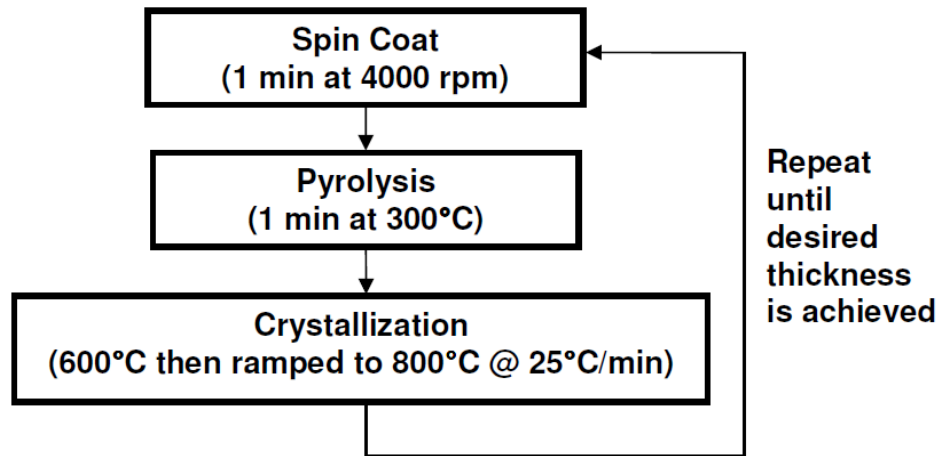 Spin Coat
(1 min at 4000 rpm)
Pyrolysis
(1 min at 300°C)
Crystallization
(600°C then ramped to 800°C @ 25°C/min)
Repeat
until
desired
thickness
is achieved